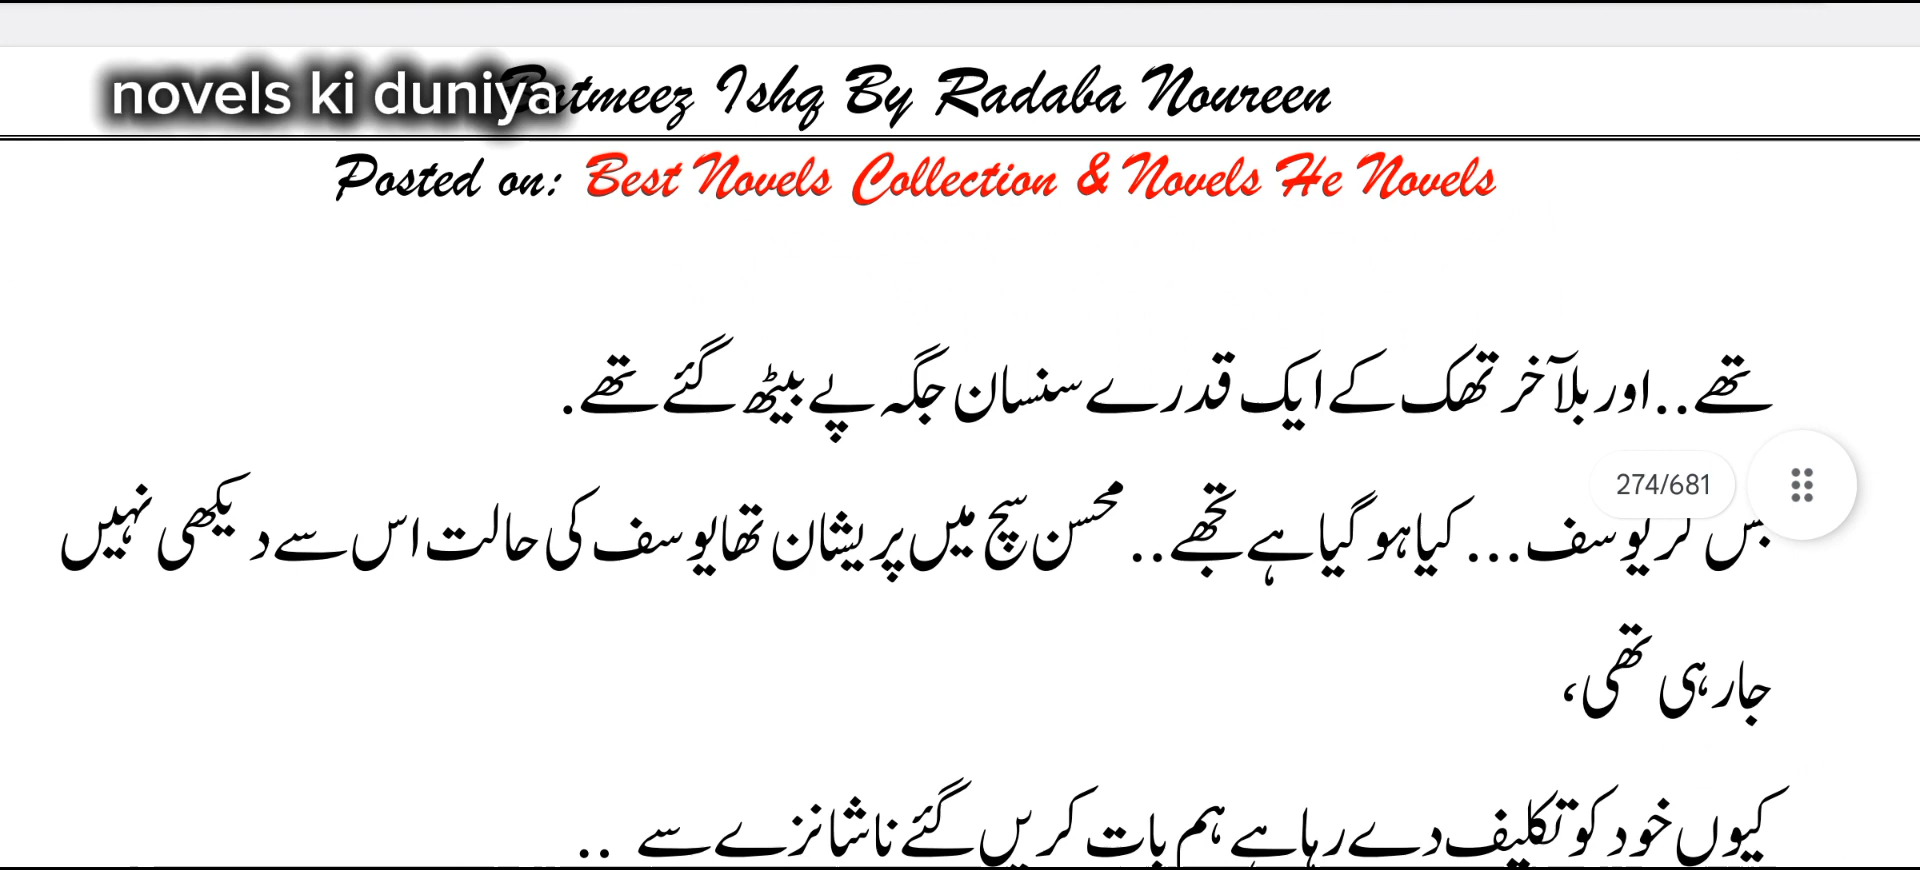 novels ki duniya
Batmeez Ishq By Radaba Noureen
Posted on: Best Novels Collection & Novels He Novels
تھے..اور بلآخر تھک کے ایک قدرے سنسان جگہ پے بیٹھ گئے تھے.
274/681
بس کر یوسف... کیا ہو گیا ہے تجھے.. محسن سچ میں پریشان تھا یوسف کی حالت اس سے دیکھی نہیں
جا رہی تھی،
کیوں خود کو تکلیف دے رہا ہے ہم بات کریں گئے نا شانزے سے ..